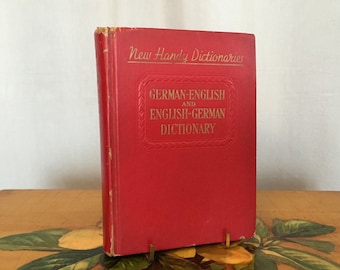 New Handy Dictionaries
GERMAN-ENGLISH
AND
ENGLISH-GERMAN
DICTIONARY